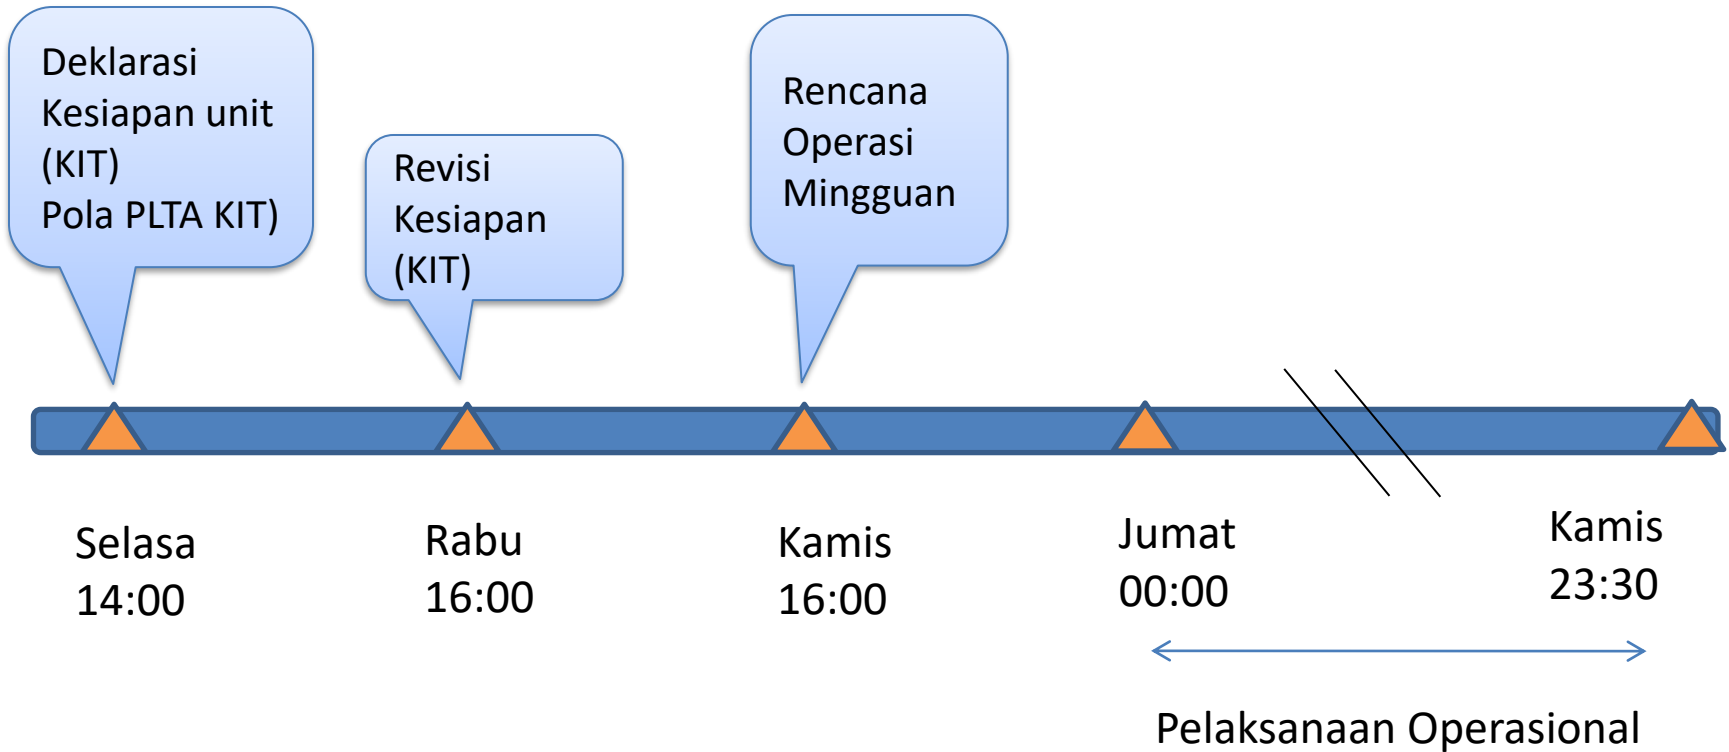 Deklarasi
Kesiapan unit
(KIT)
Pola PLTA KIT)
Revisi
Kesiapan
(KIT)
Rencana
Operasi
Mingguan
Selasa
14:00
Rabu
16:00
Kamis
16:00
Jumat
00:00
Kamis
23:30
Pelaksanaan Operasional